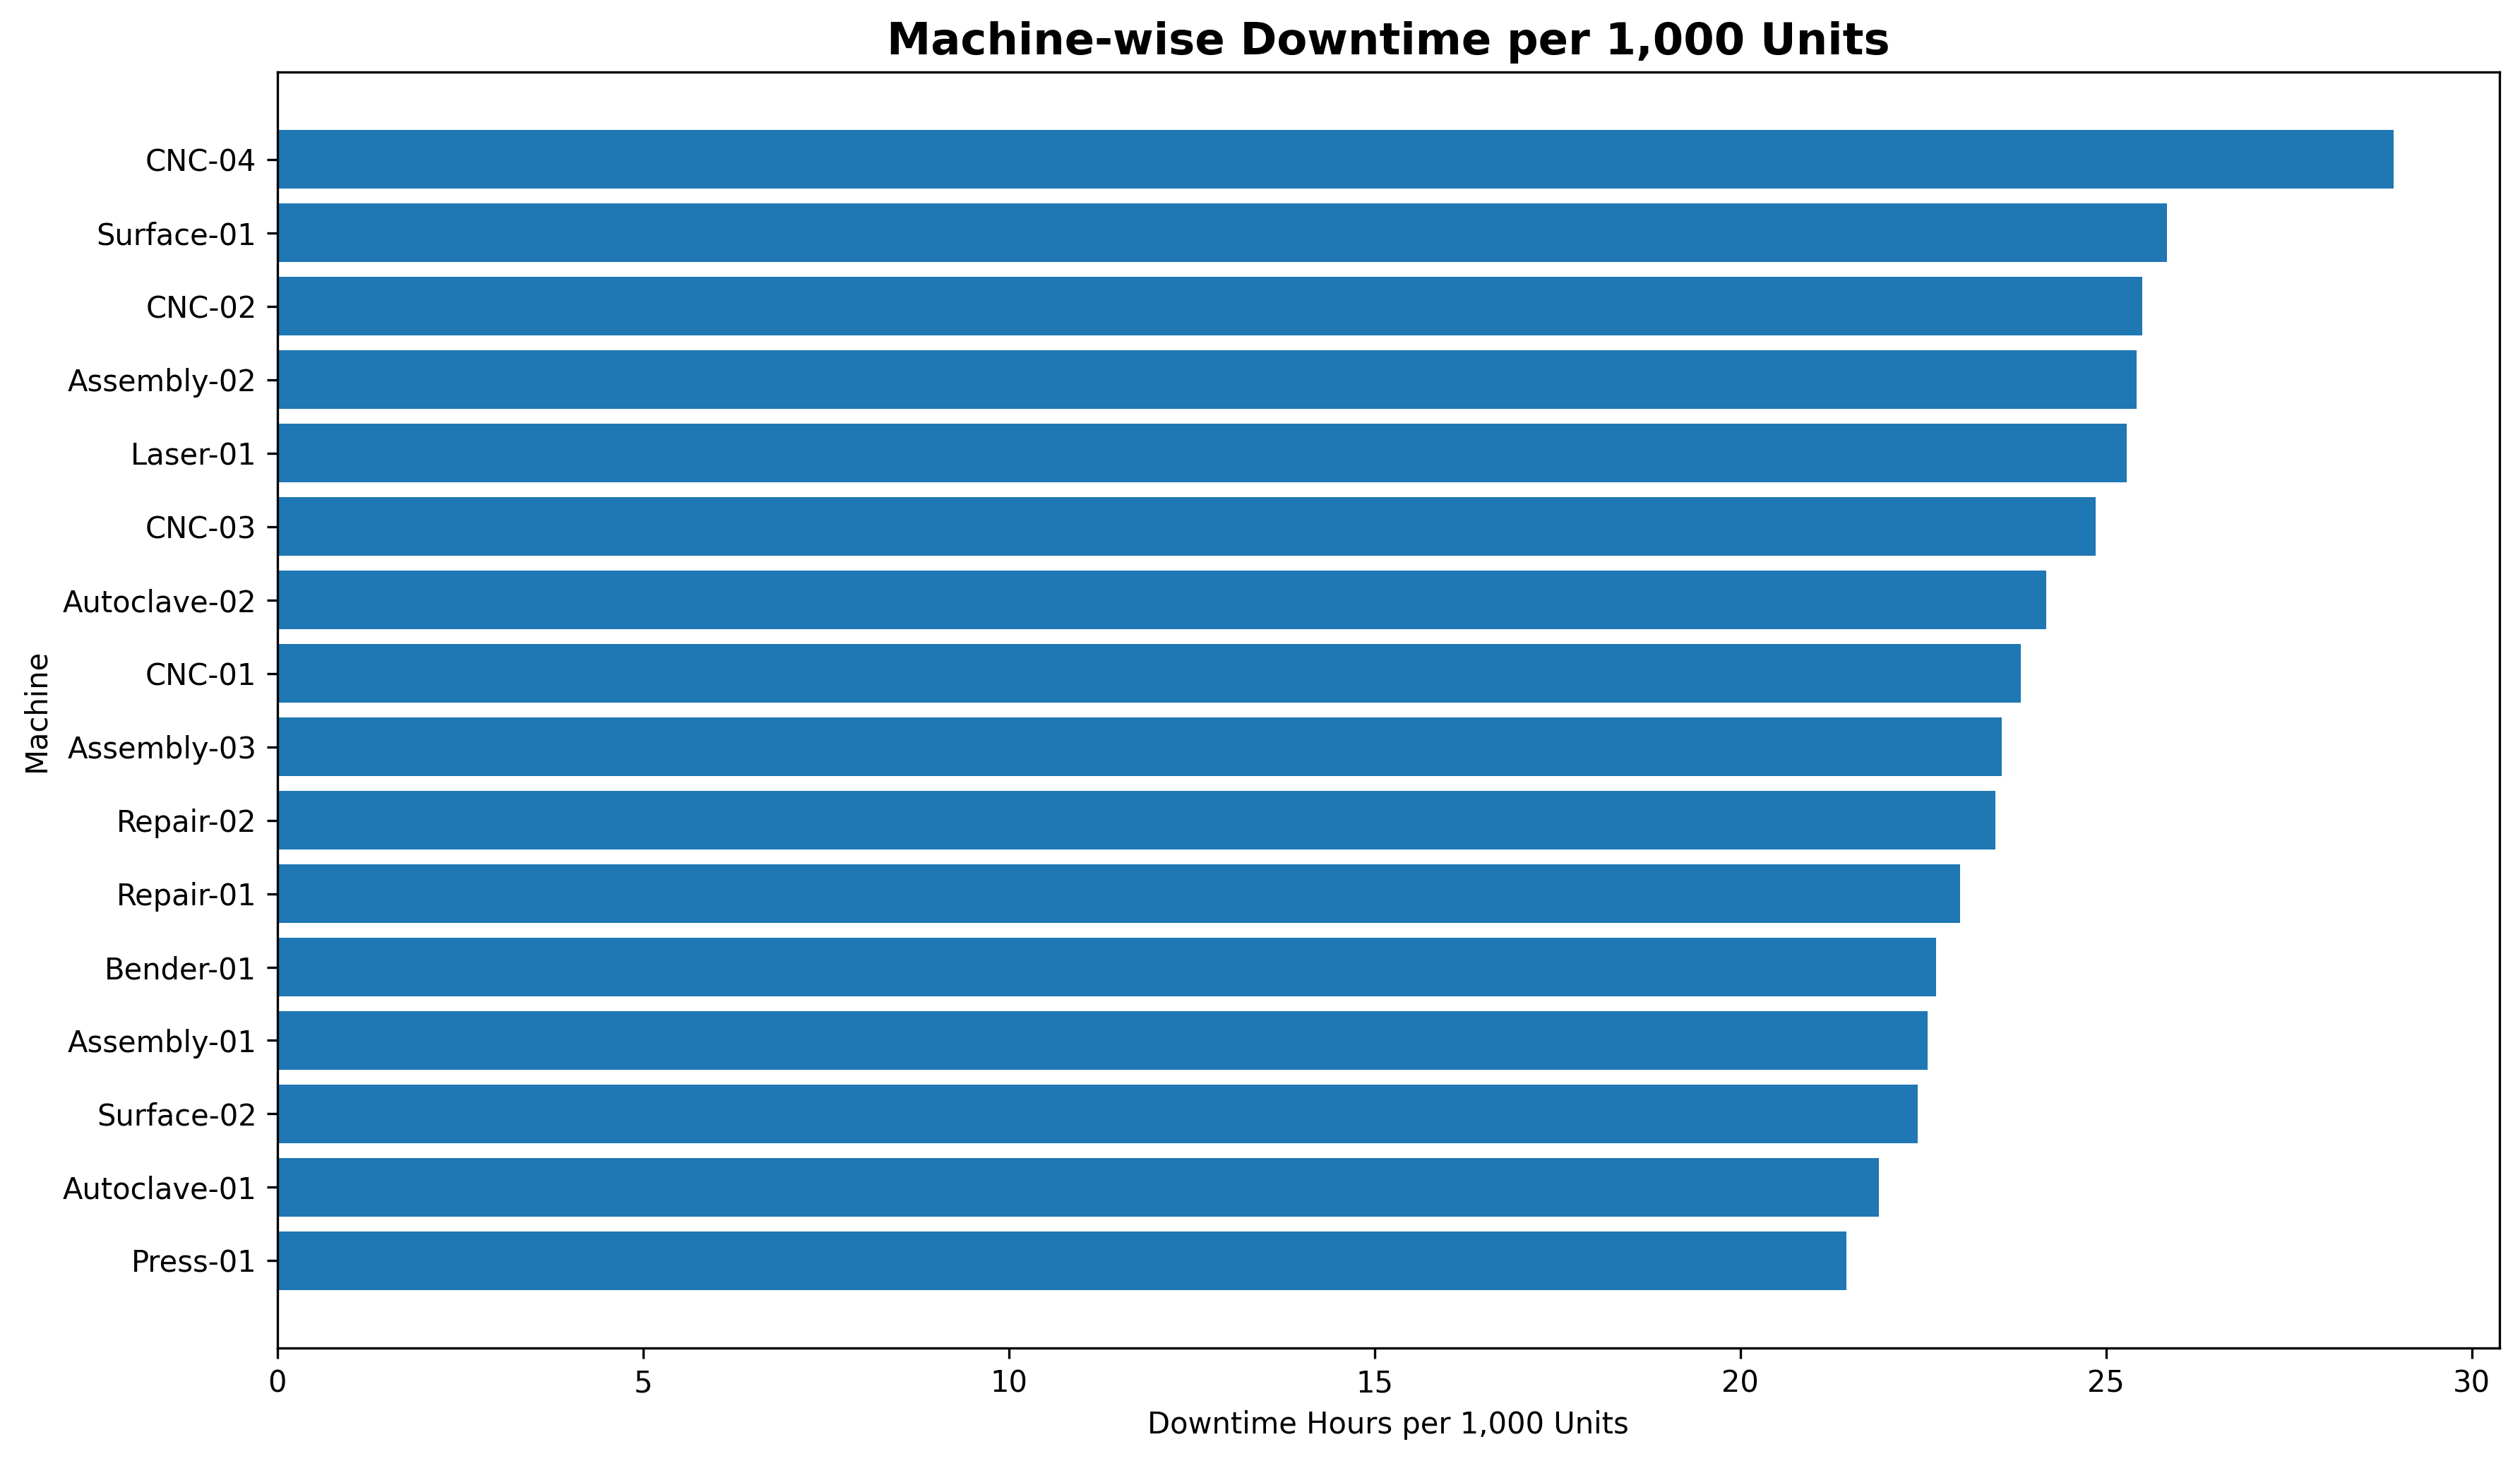 Machine-wise Downtime per 1,000 Units
CNC-04
Surface-01
CNC-02
Assembly-02
Laser-01
CNC-03
Autoclave-02
CNC-01
Assembly-03
Repair-02
Repair-01
Bender-01
Assembly-01
Surface-02
Autoclave-01
Press-01
Machine
0 5 10 15 20 25 30
Downtime Hours per 1,000 Units